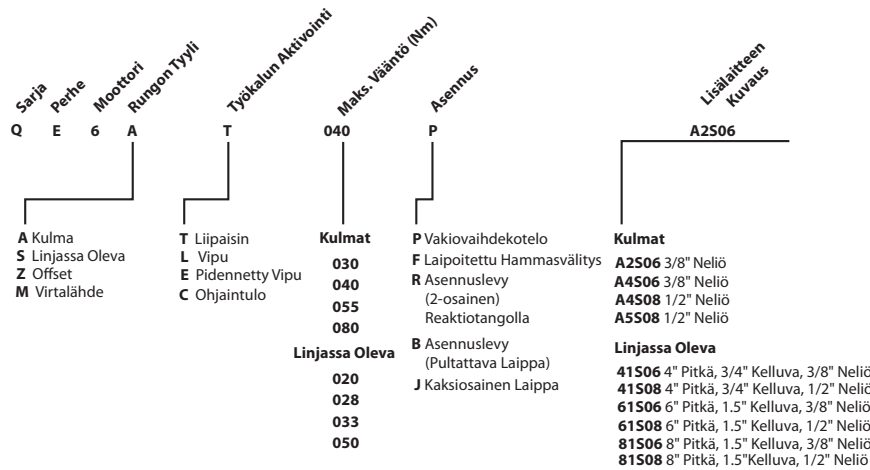 Sarja
Perhe
Moottori
Rungon Tyyli
Työkalun Aktivointi
Maks. Vääntö (Nm)
Asennus
Lisälaitteen
Kuvaus
Q E 6 A T 040 P A2S06
A Kulma
S Linjassa Oleva
Z Offset
M Virtalähde
T Liipaisin
L Vipu
E Pidennetty Vipu
C Ohjaintulo
Kulmat
030
040
055
080
Linjassa Oleva
020
028
033
050
P Vakiovaihdekotelo
F Laipoitettu Hammasvälitys
R Asennuslevy
(2-osainen)
Reaktiotangolla
B Asennuslevy
(Pultattava Laippa)
J Kaksiosainen Laippa
Kulmat
A2S06 3/8" Neliö
A4S06 3/8" Neliö
A4S08 1/2" Neliö
A5S08 1/2" Neliö
Linjassa Oleva
41S06 4" Pitkä, 3/4" Kelluva, 3/8" Neliö
41S08 4" Pitkä, 3/4" Kelluva, 1/2" Neliö
61S06 6" Pitkä, 1.5" Kelluva, 3/8" Neliö
61S08 6" Pitkä, 1.5" Kelluva, 1/2" Neliö
81S06 8" Pitkä, 1.5" Kelluva, 3/8" Neliö
81S08 8" Pitkä, 1.5"Kelluva, 1/2" Neliö